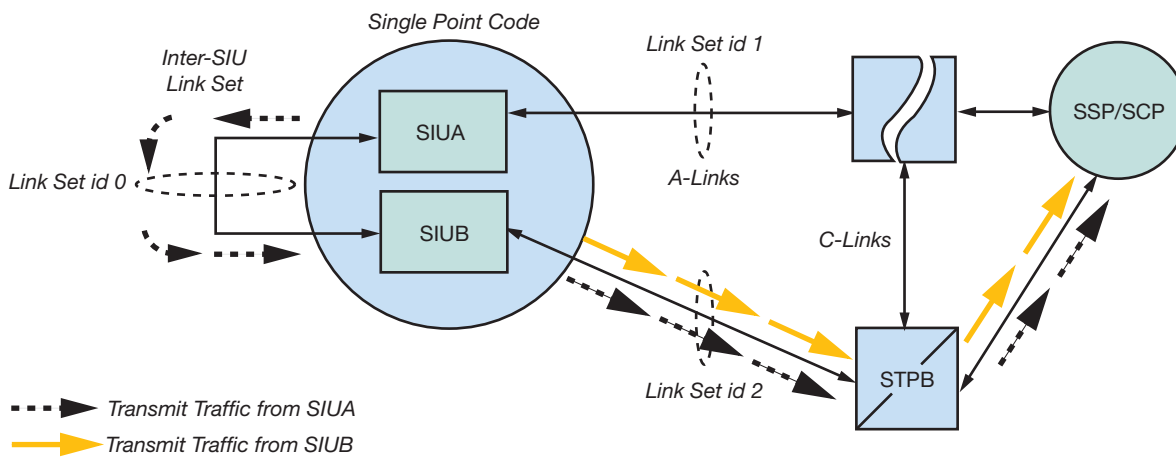 Single Point Code
Inter-SIU
Link Set
Link Set id 1
SIUA
SSP/SCP
A-Links
Link Set id 0
SIUB
C-Links
STPB
Link Set id 2
Transmit Traffic from SIUA
Transmit Traffic from SIUB